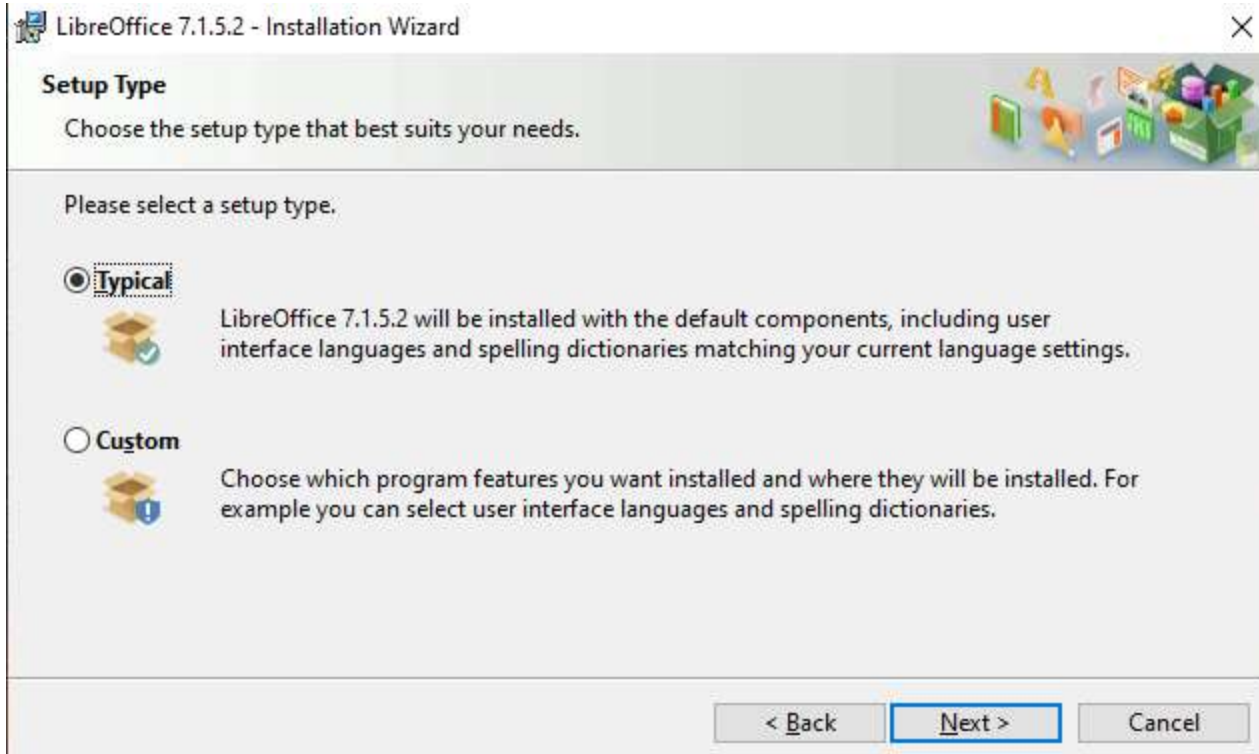 LibreOffice 7.1.5.2 - Installation Wizard
Setup Type
Choose the setup type that best suits your needs.
Please select a setup type.
Typical
LibreOffice 7.1.5.2 will be installed with the default components, including user
interface languages and spelling dictionaries matching your current language settings.
Custom
Choose which program features you want installed and where they will be installed. For
example you can select user interface languages and spelling dictionaries.
< Back Next > Cancel